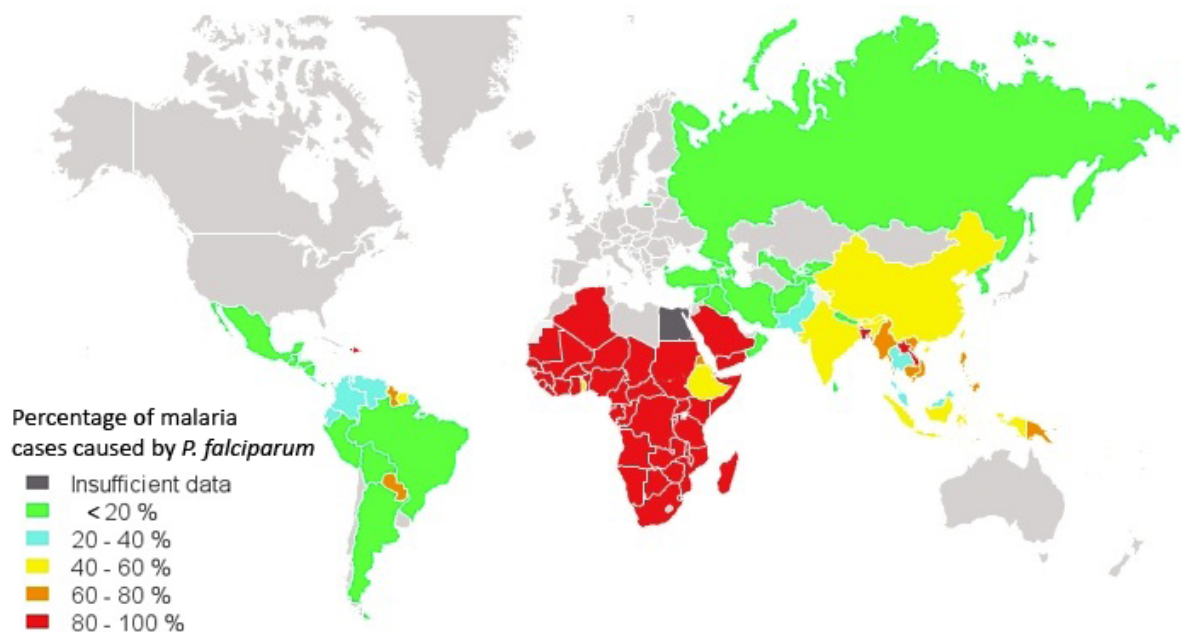 Percentage of malaria
cases caused by P. falciparum
Insufficient data
< 20 %
20 - 40 %
40 - 60 %
60 - 80 %
80 - 100 %